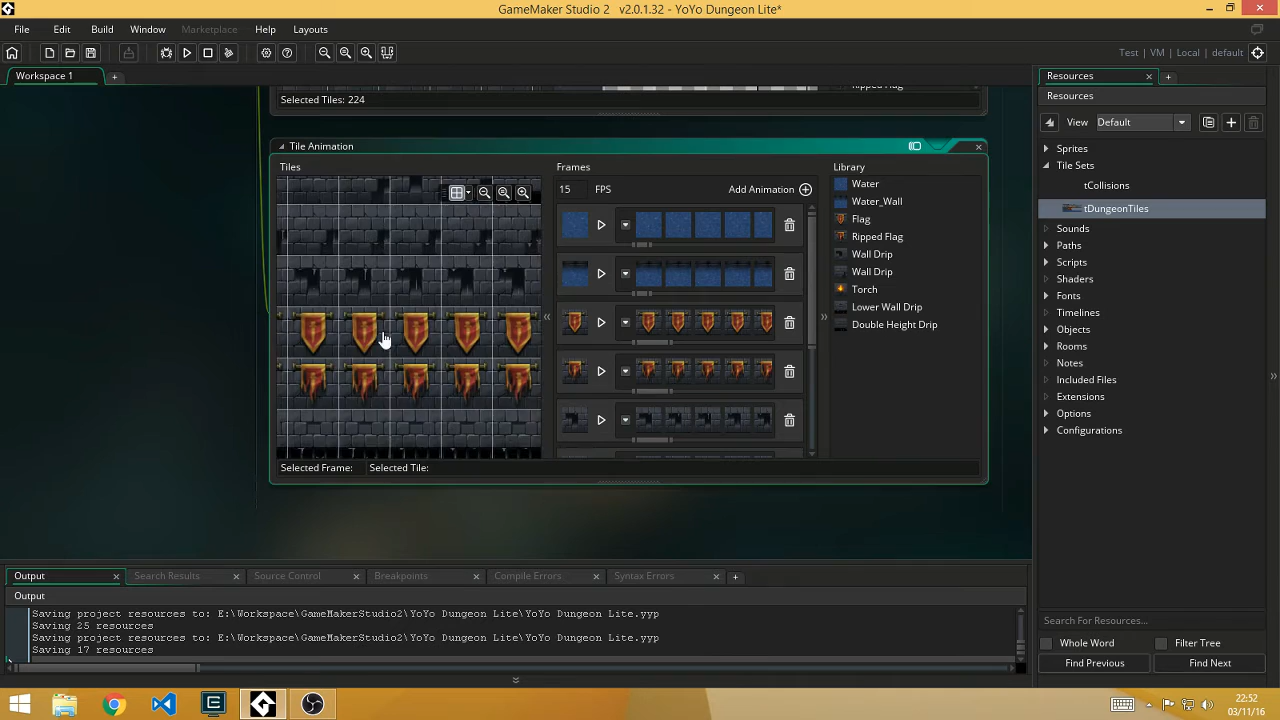 GameMaker Studio 2 v2.0.1.32 - YoYo Dungeon Lite*
File Edit Build Window Marketplace Help Layouts
Test | VM | Local | default
Workspace 1
Resources
Resources
View Default
Sprites
Tile Sets
tCollisions
tDungeonTiles
Sounds
Paths
Scripts
Shaders
Fonts
Timelines
Objects
Rooms
Notes
Included Files
Extensions
Options
Configurations
Search For Resources...
Whole Word Filter Tree
Find Previous Find Next
Ripped Flag
Selected Tiles: 224
Tile Animation
Tiles Frames Library
15 FPS Add Animation
Water
Water_Wall
Flag
Ripped Flag
Wall Drip
Wall Drip
Torch
Lower Wall Drip
Double Height Drip
Selected Frame: Selected Tile:
Output Search Results Source Control Breakpoints Compile Errors Syntax Errors
Output
Saving project resources to: E:\Workspace\GameMakerStudio2\YoYo Dungeon Lite\YoYo Dungeon Lite.yyp
Saving 25 resources
Saving project resources to: E:\Workspace\GameMakerStudio2\YoYo Dungeon Lite\YoYo Dungeon Lite.yyp
Saving 17 resources
22:52
03/11/16